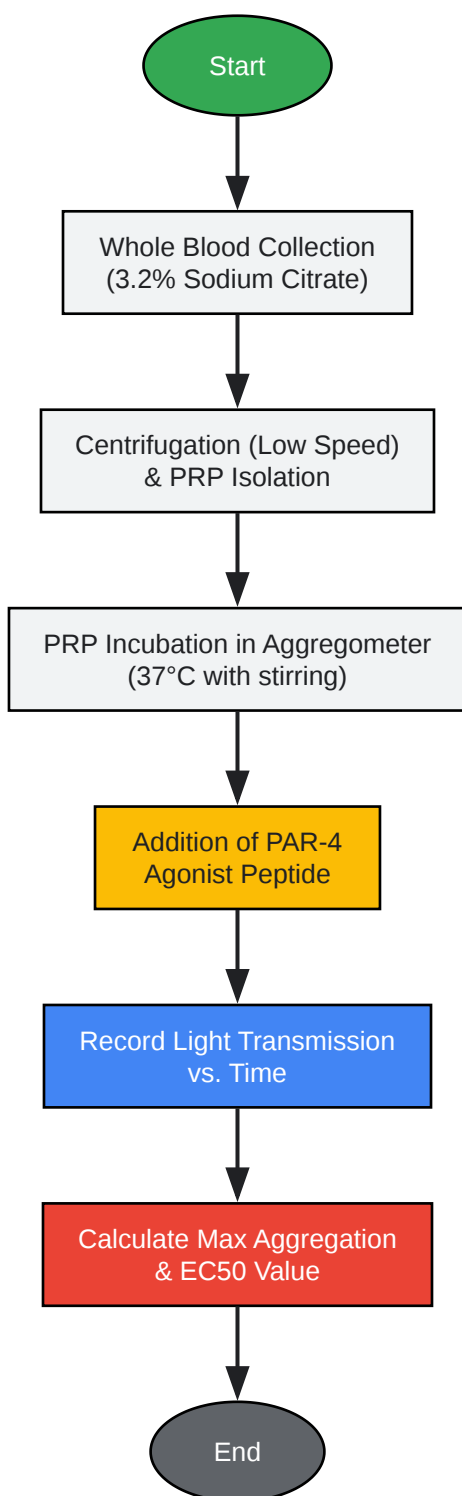 Start
Whole Blood Collection
(3.2% Sodium Citrate)
Centrifugation (Low Speed)
& PRP Isolation
PRP Incubation in Aggregometer
(37°C with stirring)
Addition of PAR-4
Agonist Peptide
Record Light Transmission
vs. Time
Calculate Max Aggregation
& EC50 Value
End